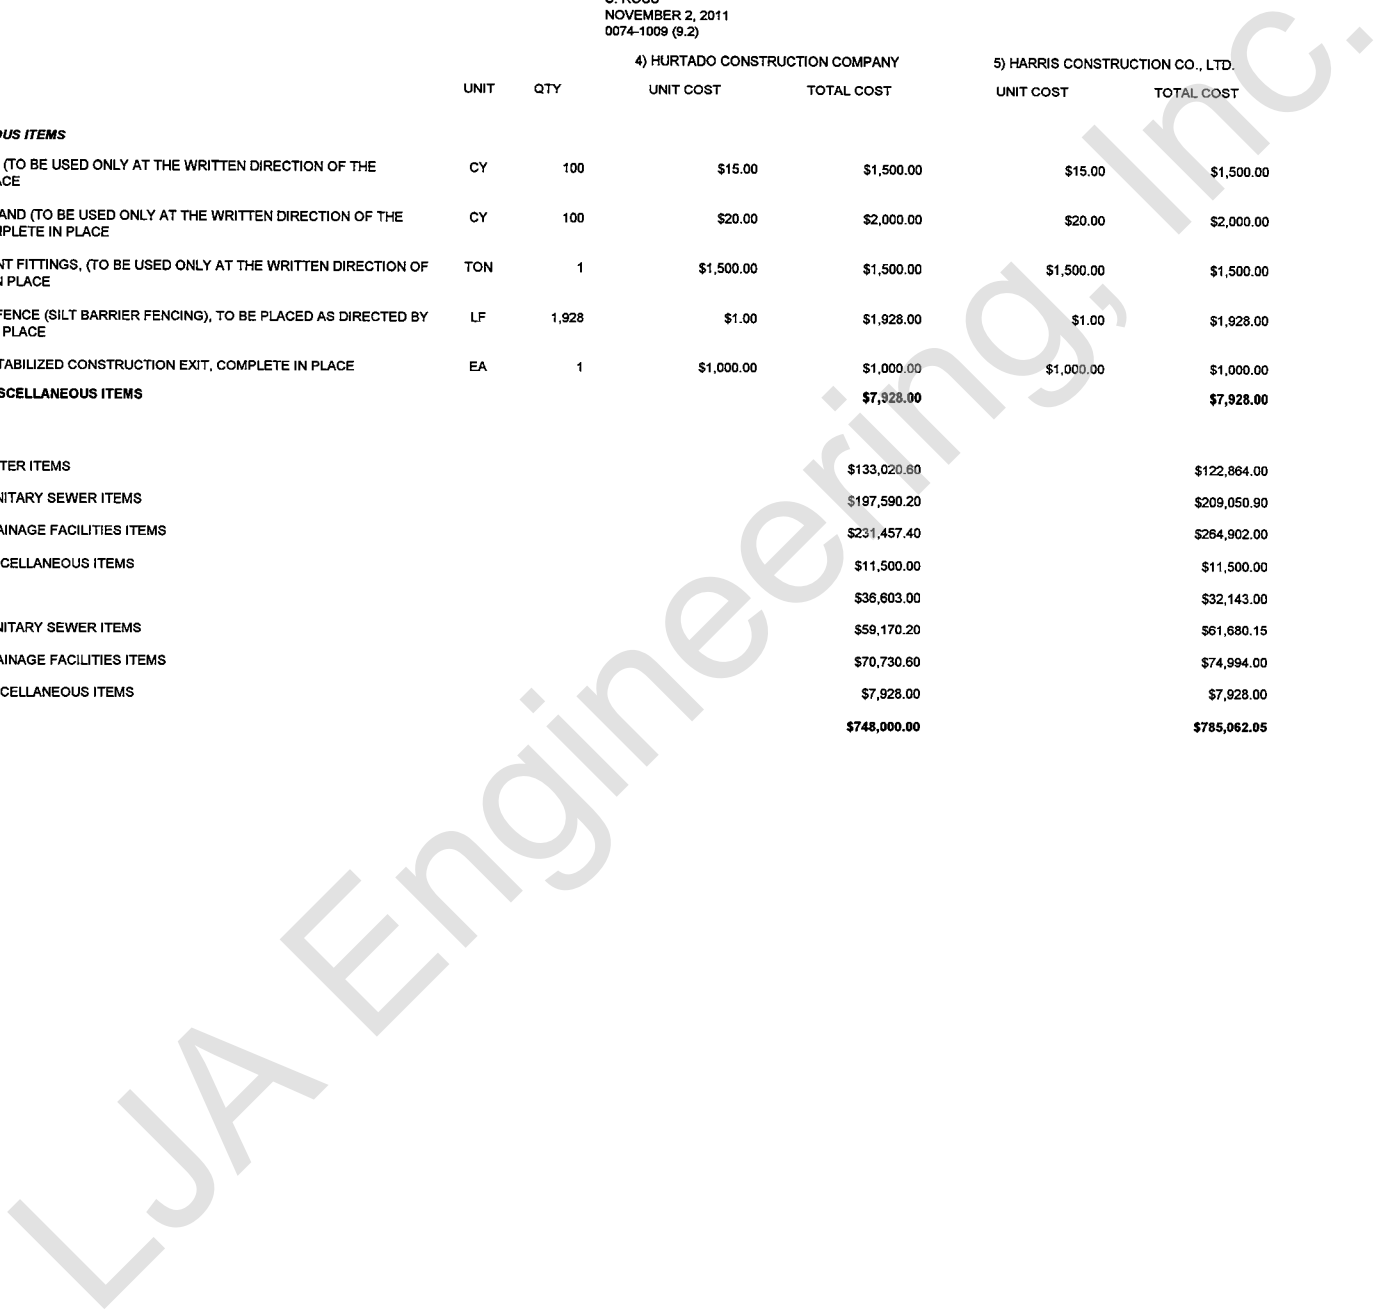 NOVEMBER 2, 2011
0074-1009 (9.2)
4) HURTADO CONSTRUCTION COMPANY 5) HARRIS CONSTRUCTION CO., LTD.
UNIT QTY UNIT COST TOTAL COST UNIT COST TOTAL COST
OUS ITEMS
(TO BE USED ONLY AT THE WRITTEN DIRECTION OF THE CY 100 $15.00 $1,500.00 $15.00 $1,500.00
ACE
AND (TO BE USED ONLY AT THE WRITTEN DIRECTION OF THE CY 100 $20.00 $2,000.00 $20.00 $2,000.00
MPLETE IN PLACE
NT FITTINGS, (TO BE USED ONLY AT THE WRITTEN DIRECTION OF TON 1 $1,500.00 $1,500.00 $1,500.00 $1,500.00
N PLACE
FENCE (SILT BARRIER FENCING), TO BE PLACED AS DIRECTED BY LF 1,928 $1.00 $1,928.00 $1.00 $1,928.00
PLACE
TABILIZED CONSTRUCTION EXIT, COMPLETE IN PLACE EA 1 $1,000.00 $1,000.00 $1,000.00 $1,000.00
SCELLANEOUS ITEMS $7,928.00 $7,928.00
TER ITEMS $133,020.60 $122,864.00
NITARY SEWER ITEMS $197,590.20 $209,050.90
AINAGE FACILITIES ITEMS $231,457.40 $264,902.00
CELLANEOUS ITEMS $11,500.00 $11,500.00
$36,603.00 $32,143.00
NITARY SEWER ITEMS $59,170.20 $61,680.15
AINAGE FACILITIES ITEMS $70,730.60 $74,994.00
CELLANEOUS ITEMS $7,928.00 $7,928.00
$748,000.00 $785,062.05
LJA Engineering, Inc.